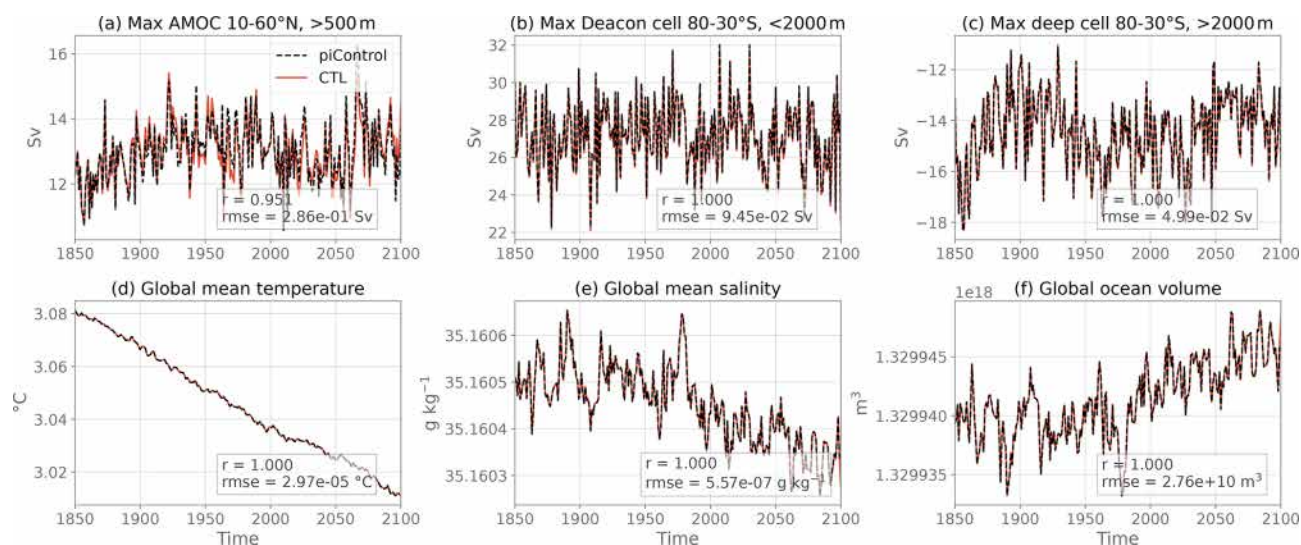 (a) Max AMOC 10-60°N, >500 m
(b) Max Deacon cell 80-30°S, <2000 m
(c) Max deep cell 80-30°S, >2000 m
16
14
12
Sv
piControl
CTL
r = 0.951
rmse = 2.86e-01 Sv
1850 1900 1950 2000 2050 2100
32
30
28
26
24
22
Sv
r = 1.000
rmse = 9.45e-02 Sv
1850 1900 1950 2000 2050 2100
−12
−14
−16
−18
Sv
r = 1.000
rmse = 4.99e-02 Sv
1850 1900 1950 2000 2050 2100
(d) Global mean temperature
(e) Global mean salinity
1e18 (f) Global ocean volume
3.08
3.06
3.04
3.02
°C
r = 1.000
rmse = 2.97e-05 °C
1850 1900 1950 2000 2050 2100
Time
35.1606
35.1605
35.1604
35.1603
g kg⁻¹
r = 1.000
rmse = 5.57e-07 g kg⁻¹
1850 1900 1950 2000 2050 2100
Time
1.329945
1.329940
1.329935
m³
r = 1.000
rmse = 2.76e+10 m³
1850 1900 1950 2000 2050 2100
Time